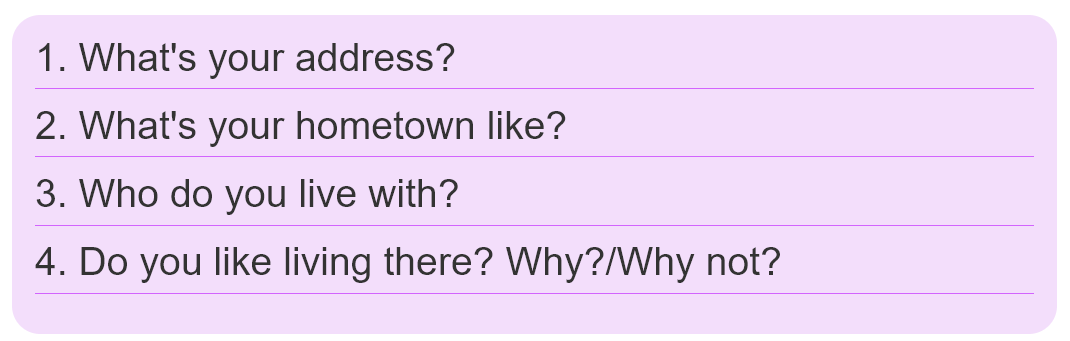 1. What's your address?
2. What's your hometown like?
3. Who do you live with?
4. Do you like living there? Why?/Why not?